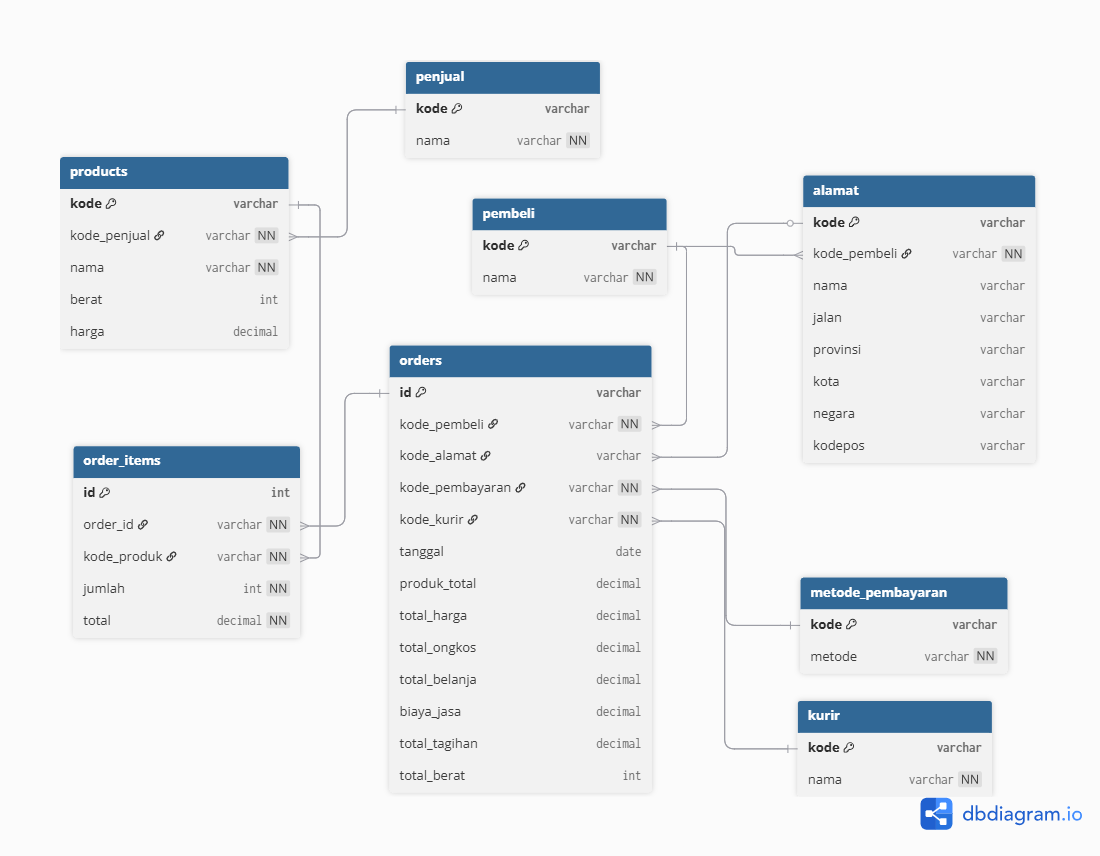 penjual
kode varchar
nama varchar NN
products
kode varchar
kode_penjual varchar NN
nama varchar NN
berat int
harga decimal
pembeli
kode varchar
nama varchar NN
alamat
kode varchar
kode_pembeli varchar NN
nama varchar
jalan varchar
provinsi varchar
kota varchar
negara varchar
kodepos varchar
orders
id varchar
kode_pembeli varchar NN
kode_alamat varchar
kode_pembayaran varchar NN
kode_kurir varchar NN
tanggal date
produk_total decimal
total_harga decimal
total_ongkos decimal
total_belanja decimal
biaya_jasa decimal
total_tagihan decimal
total_berat int
order_items
id int
order_id varchar NN
kode_produk varchar NN
jumlah int NN
total decimal NN
metode_pembayaran
kode varchar
metode varchar NN
kurir
kode varchar
nama varchar NN
dbdiagram.io